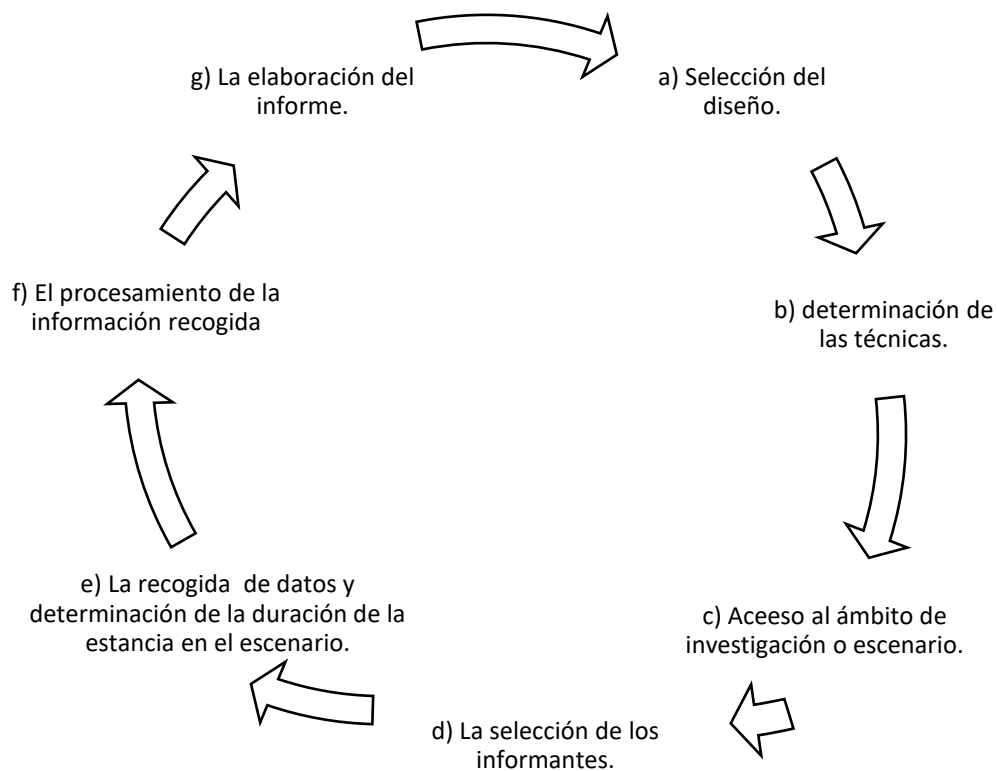 a) Selección del
diseño.
b) determinación de
las técnicas.
c) Aceeso al ámbito de
investigación o escenario.
d) La selección de los
informantes.
e) La recogida  de datos y
determinación de la duración de la
estancia en el escenario.
f) El procesamiento de la
información recogida
g) La elaboración del
informe.